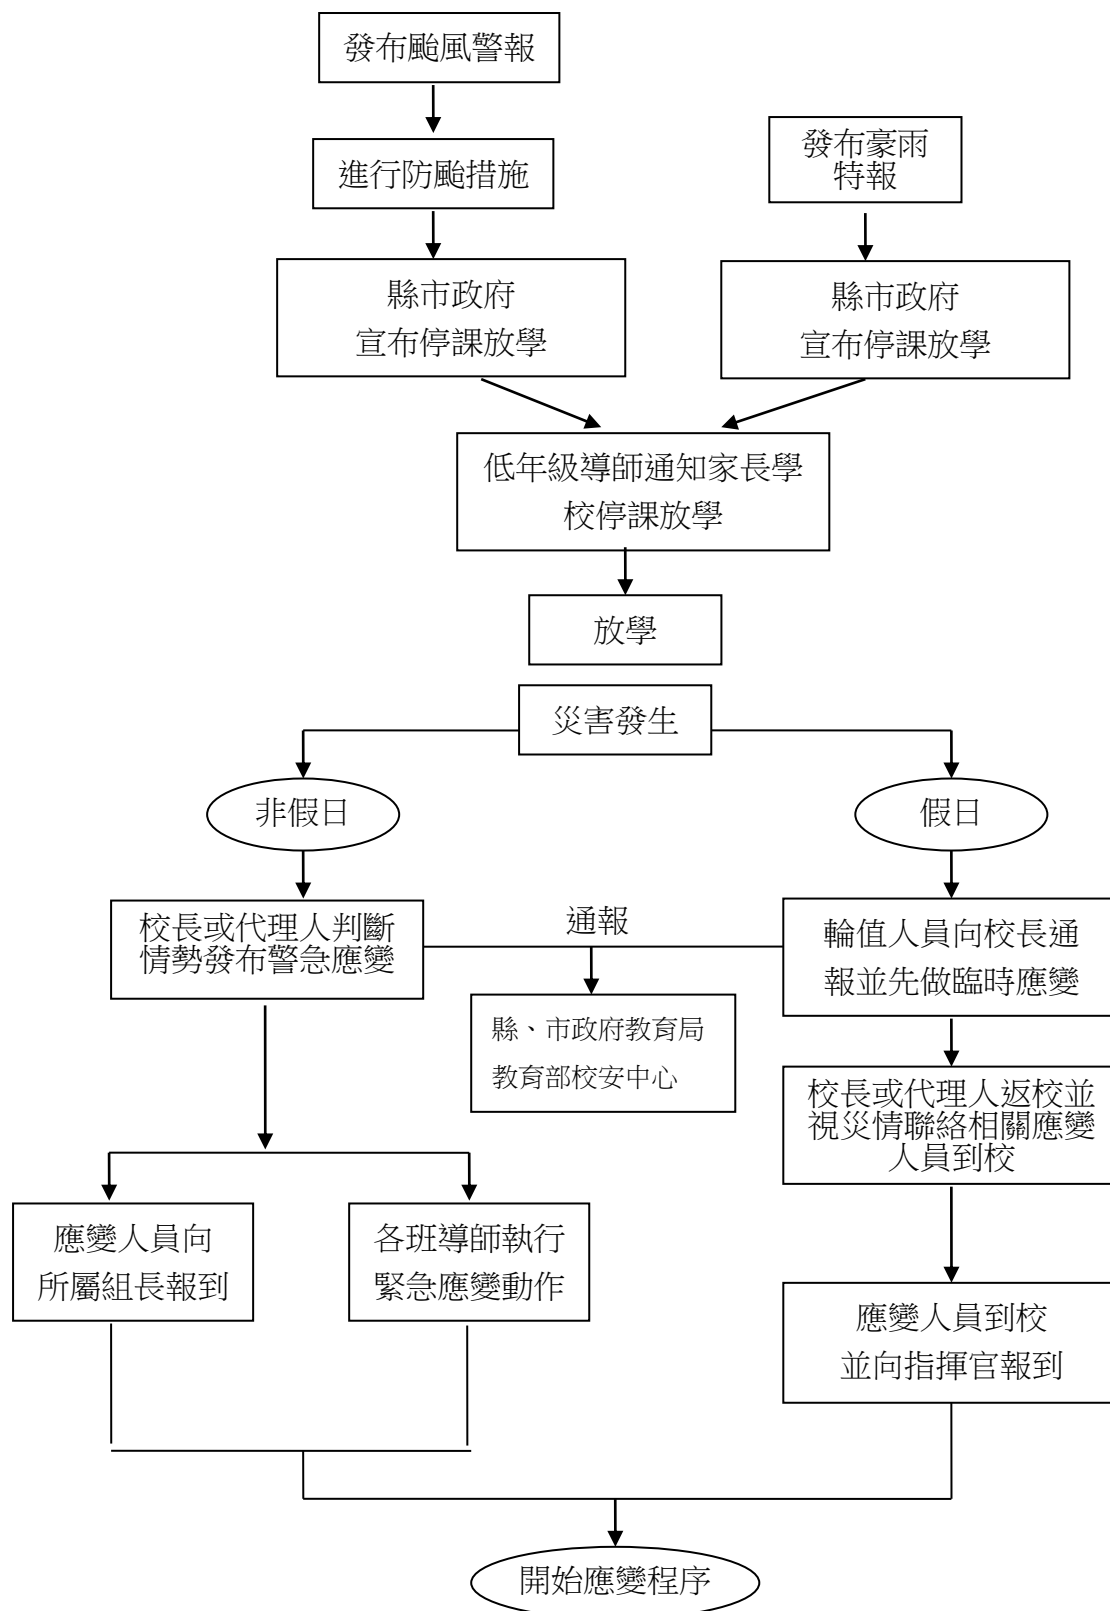 發布颱風警報
進行防颱措施
發布豪雨
特報
縣市政府
宣布停課放學
縣市政府
宣布停課放學
低年級導師通知家長學
校停課放學
放學
災害發生
非假日
假日
校長或代理人判斷
情勢發布警急應變
通報
輪值人員向校長通
報並先做臨時應變
縣、市政府教育局
教育部校安中心
校長或代理人返校並
視災情聯絡相關應變
人員到校
應變人員向
所屬組長報到
各班導師執行
緊急應變動作
應變人員到校
並向指揮官報到
開始應變程序